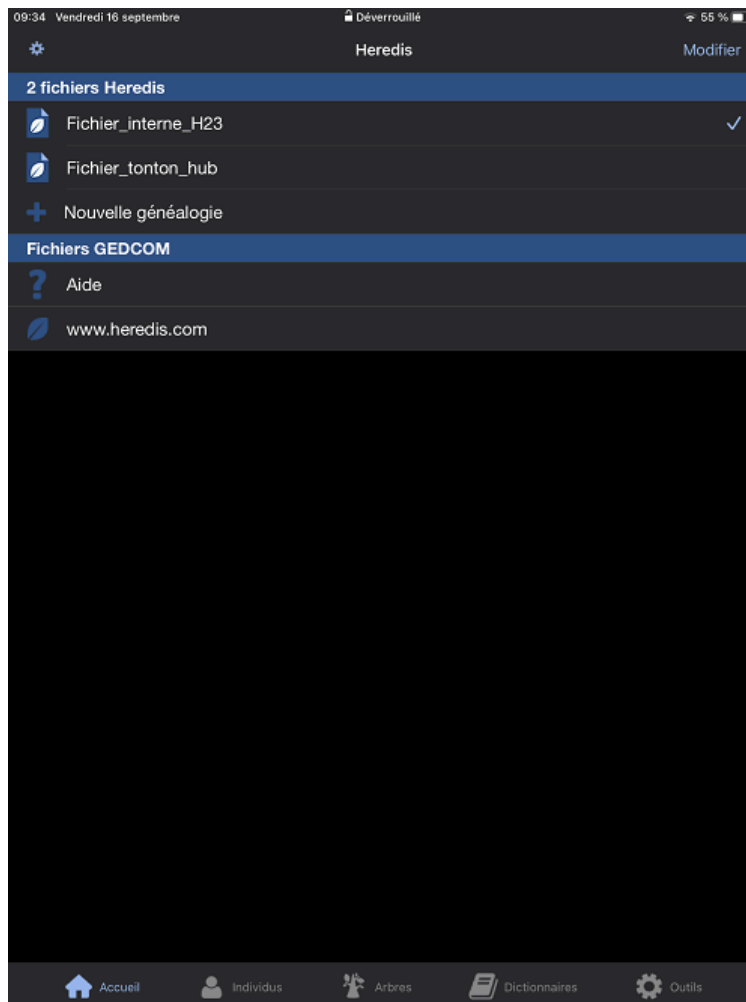 09:34 Vendredi 16 septembre Déverrouillé 55 %
Heredis Modifier
2 fichiers Heredis
Fichier_interne_H23
Fichier_tonton_hub
Nouvelle généalogie
Fichiers GEDCOM
Aide
www.heredis.com
Accueil Individus Arbres Dictionnaires Outils